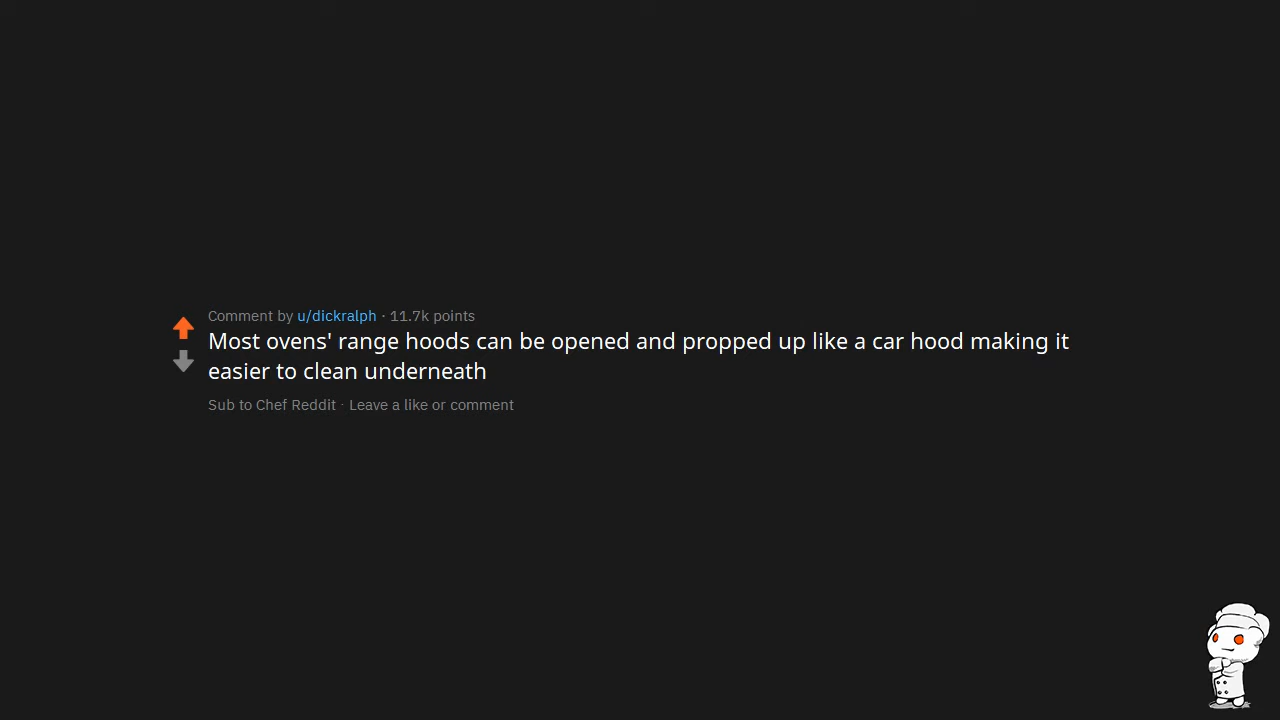 Comment by u/dickralph · 11.7k points
Most ovens' range hoods can be opened and propped up like a car hood making it
easier to clean underneath
Sub to Chef Reddit · Leave a like or comment